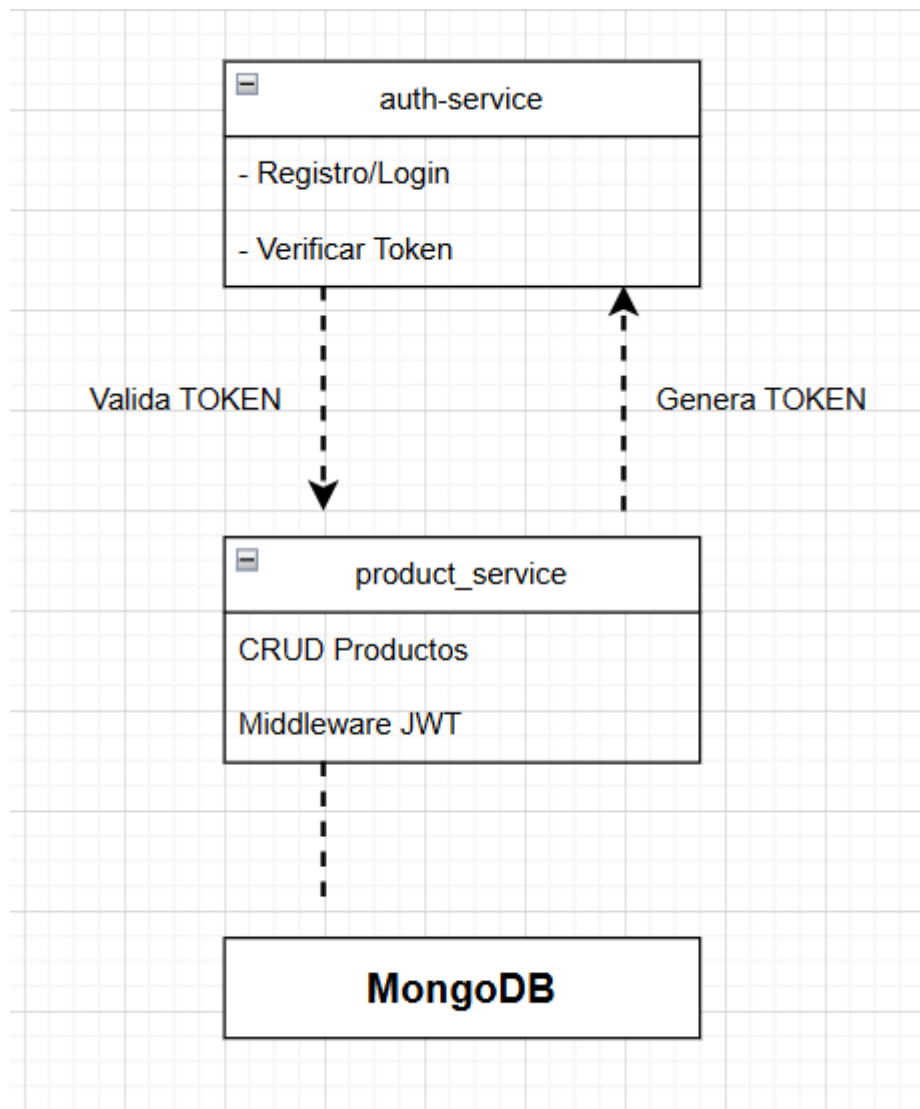 auth-service
- Registro/Login
- Verificar Token
Valida TOKEN
Genera TOKEN
product_service
CRUD Productos
Middleware JWT
MongoDB